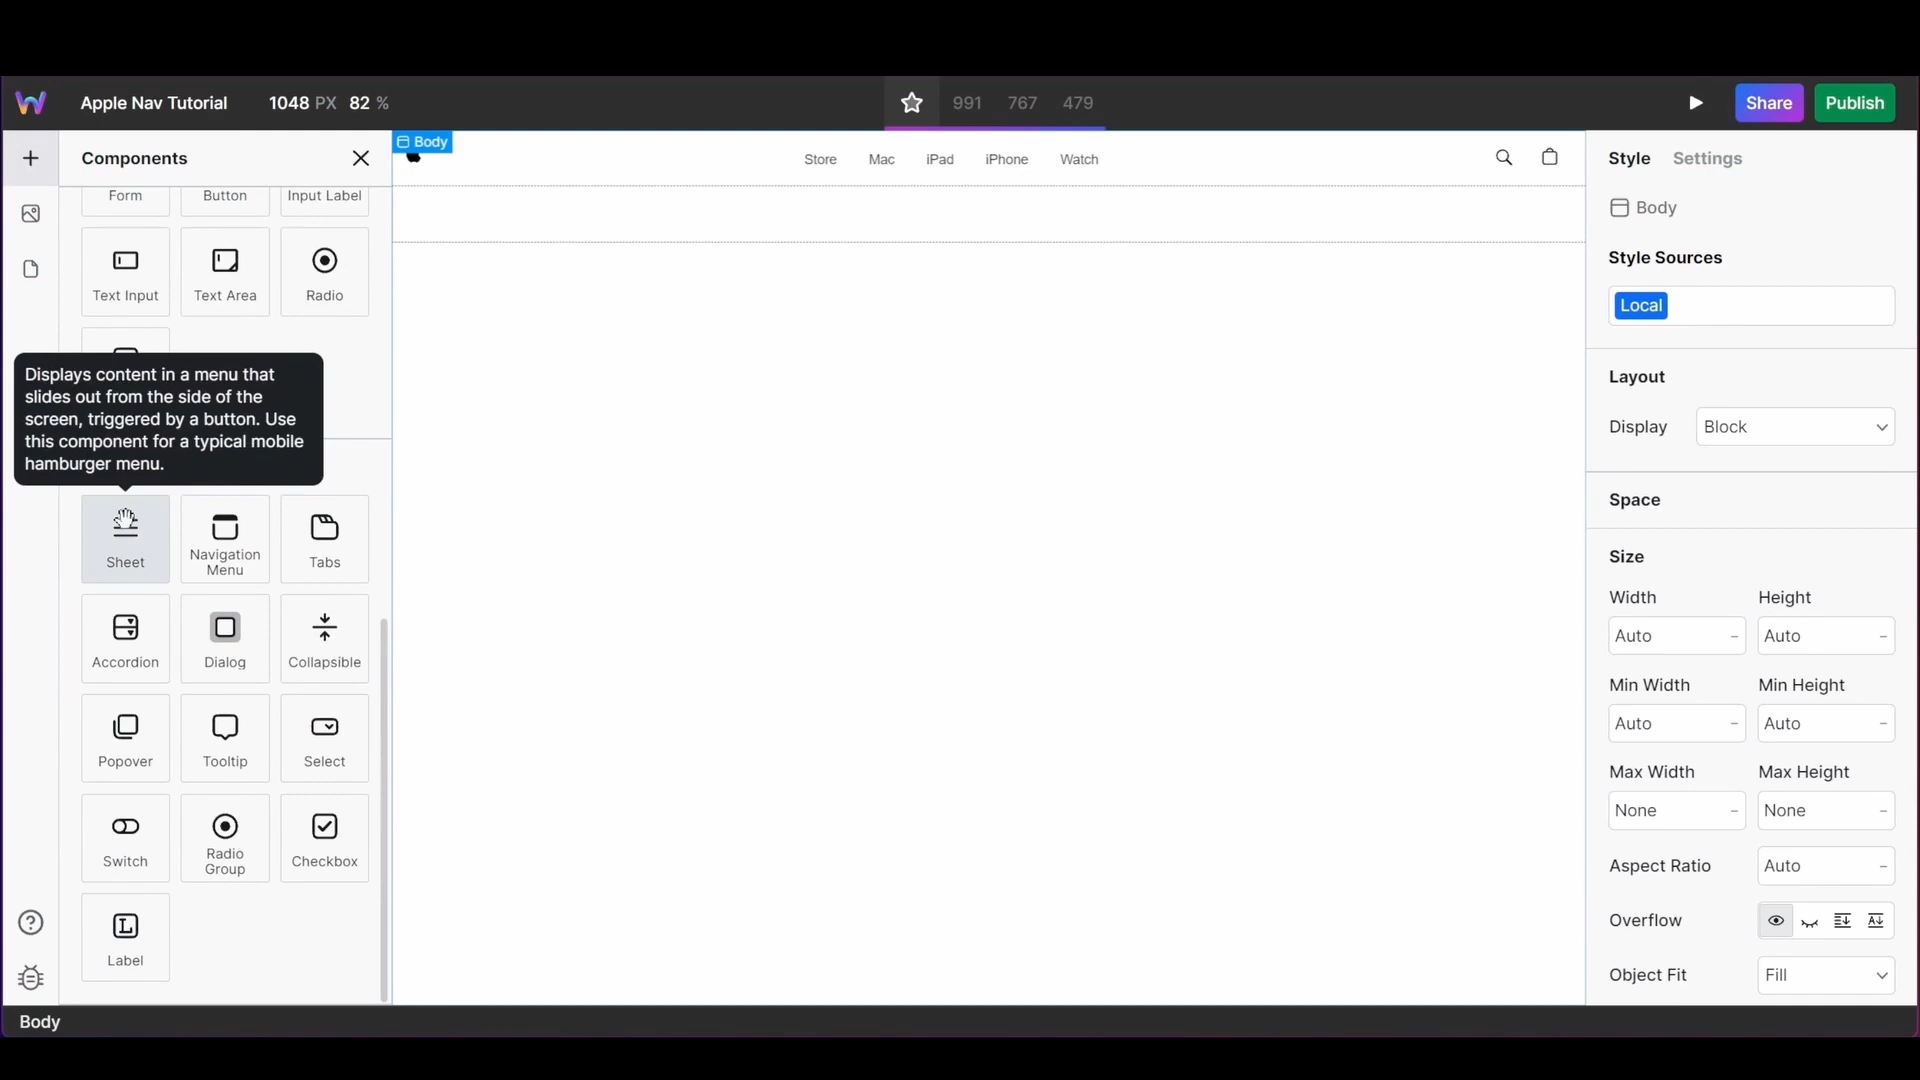 Apple Nav Tutorial
1048 PX 82 %
991 767 479
Share
Publish
Components
Form
Button
Input Label
Text Input
Text Area
Radio
Displays content in a menu that
slides out from the side of the
screen, triggered by a button. Use
this component for a typical mobile
hamburger menu.
Sheet
Navigation
Menu
Tabs
Accordion
Dialog
Collapsible
Popover
Tooltip
Select
Switch
Radio
Group
Checkbox
Label
Body
Store Mac iPad iPhone Watch
Style Settings
Body
Style Sources
Local
Layout
Display Block
Space
Size
Width Height
Auto – Auto –
Min Width Min Height
Auto – Auto –
Max Width Max Height
None – None –
Aspect Ratio Auto –
Overflow
Object Fit Fill
Body